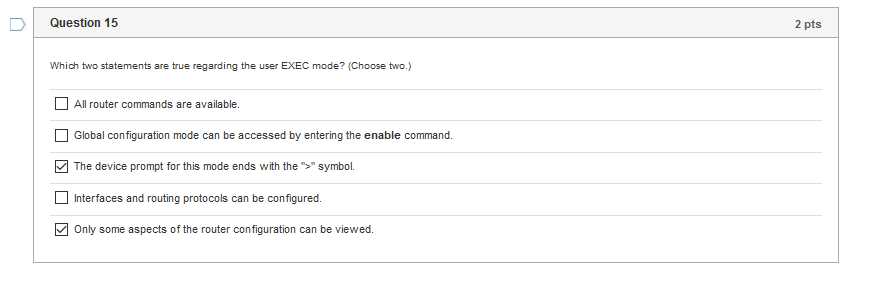 Question 15
2 pts
Which two statements are true regarding the user EXEC mode? (Choose two.)
All router commands are available.
Global configuration mode can be accessed by entering the enable command.
The device prompt for this mode ends with the ">" symbol.
Interfaces and routing protocols can be configured.
Only some aspects of the router configuration can be viewed.